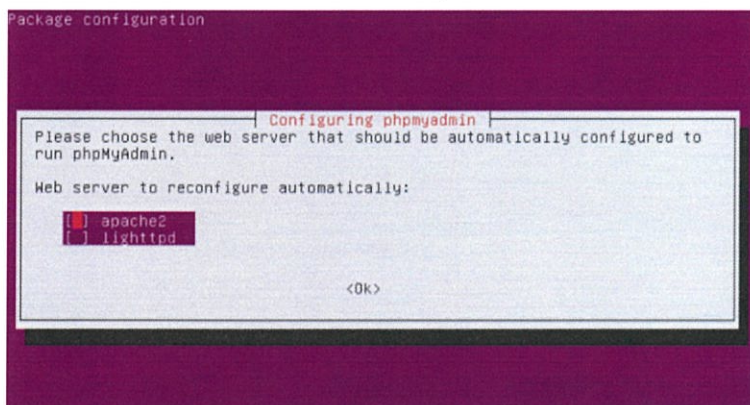 Package configuration
Configuring phpmyadmin
Please choose the web server that should be automatically configured to
run phpMyAdmin.
Web server to reconfigure automatically:
[ ] apache2
[ ] lighttpd
<Ok>